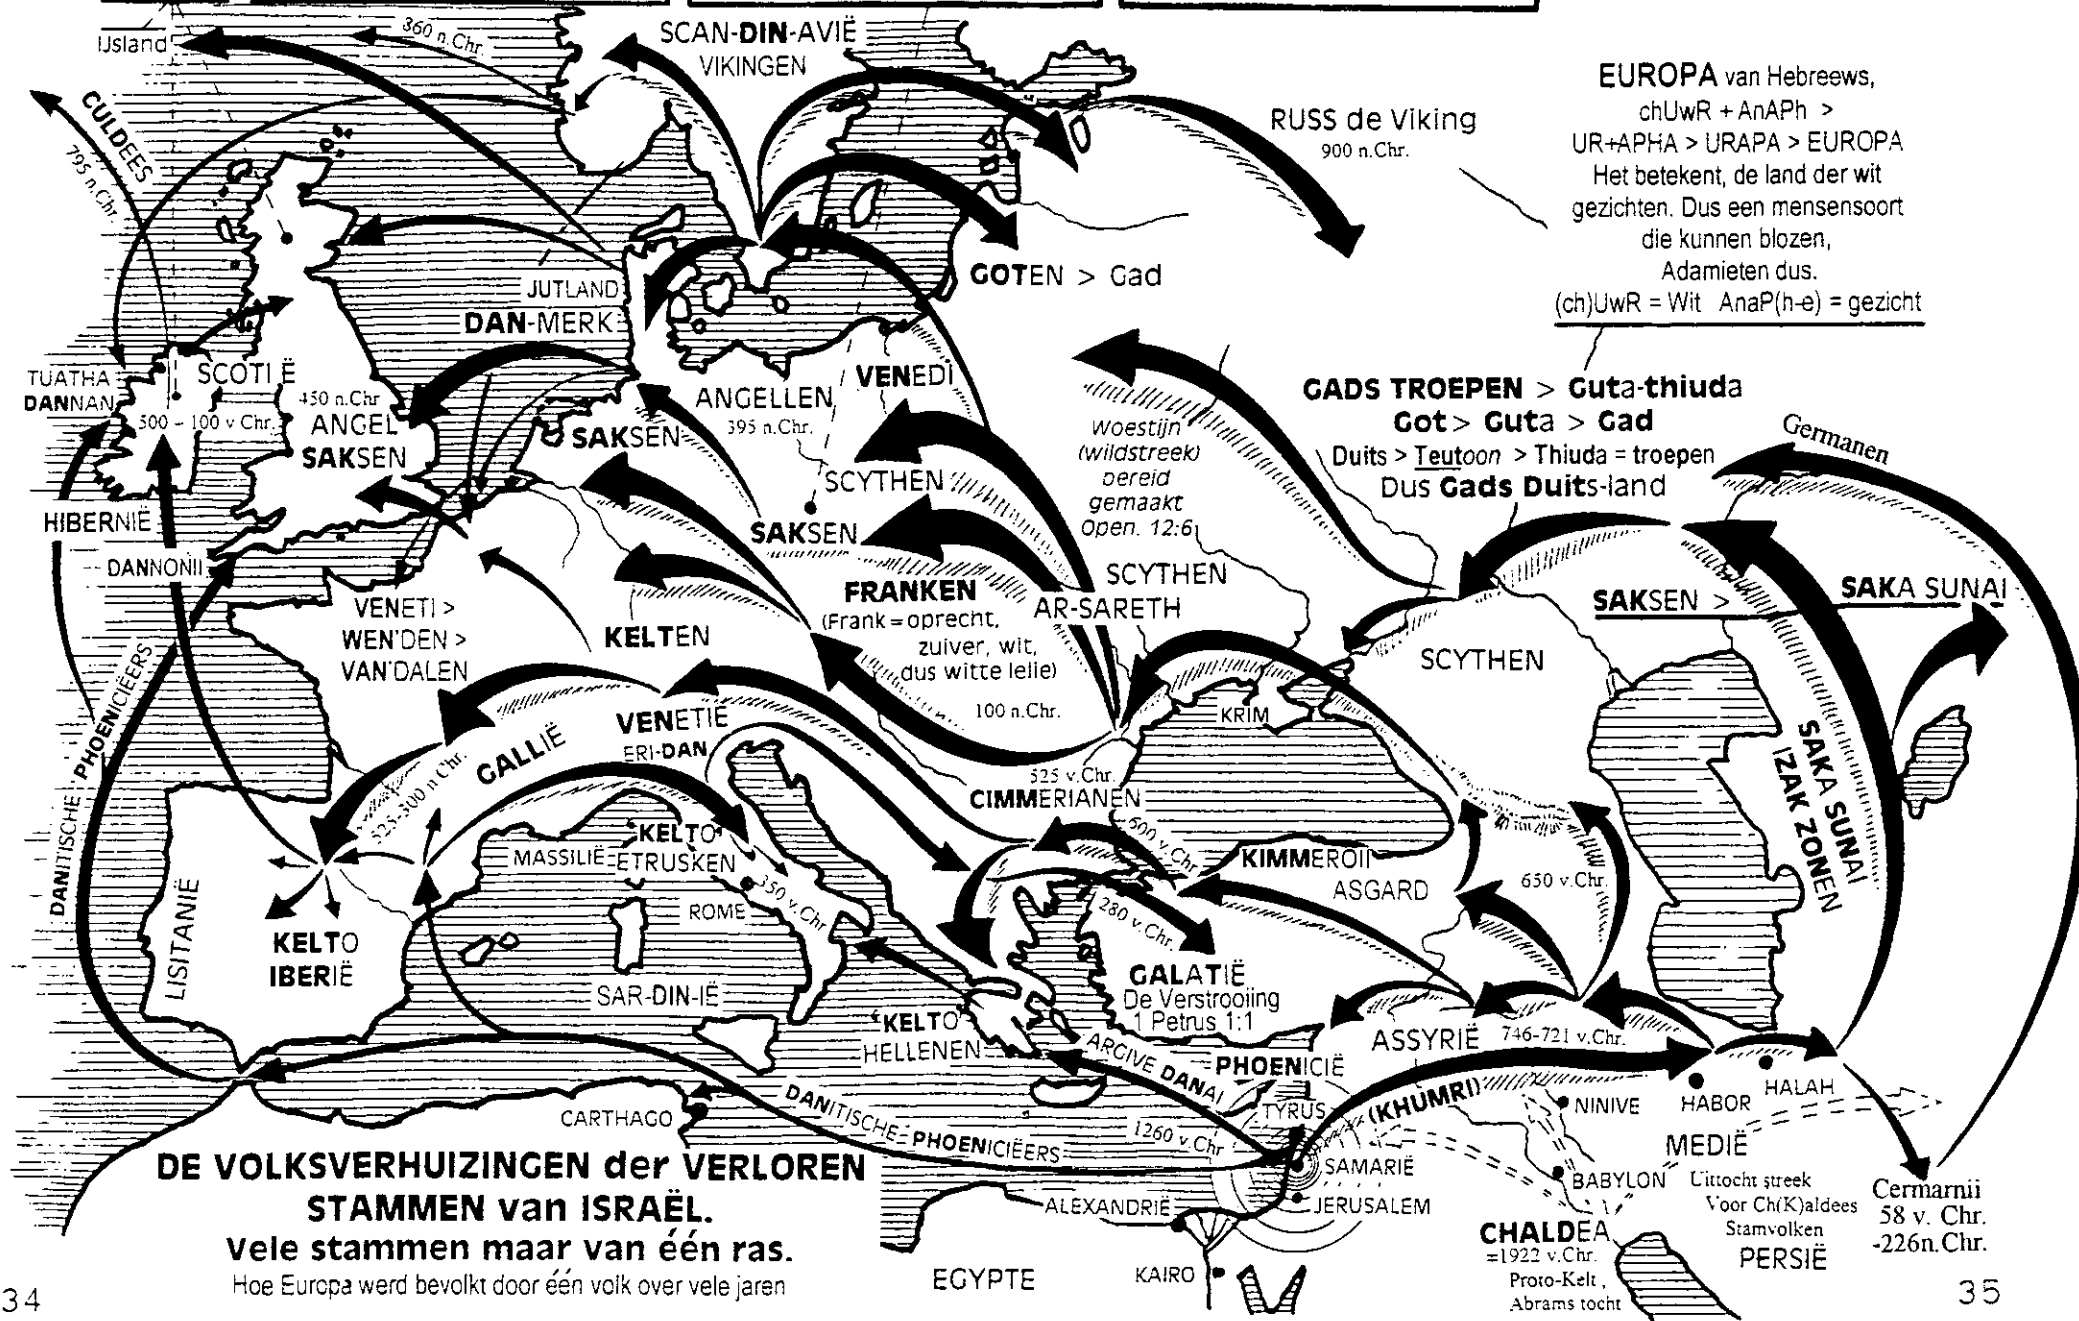 IJsland
860 n.Chr.
SCAN-DIN-AVIË
VIKINGEN
CULDEES
795 n.Chr.
RUSS de Viking
900 n.Chr.
EUROPA van Hebreews,
chUwR + AnAPh >
UR+APHA > URAPA > EUROPA
Het betekent, de land der wit
gezichten. Dus een mensensoort
die kunnen blozen,
Adamieten dus.
(ch)UwR = Wit AnaP(h-e) = gezicht
GOTEN > Gad
JUTLAND
DAN-MERK
TUATHA
DANNAN
SCOTIË
500 - 100 v Chr.
450 n.Chr
ANGEL
SAKSEN
SAKSEN
ANGELLEN
395 n.Chr.
VENEDI
SCYTHEN
SAKSEN
Woestijn
(wildstreek)
bereid
gemaakt
Open. 12:6
GADS TROEPEN > Guta-thiuda
Got > Guta > Gad
Duits > Teutoon > Thiuda = troepen
Dus Gads Duits-land
Germanen
HIBERNIË
DANNONII
VENETI >
WEN'DEN >
VAN'DALEN
KELTEN
FRANKEN
(Frank = oprecht,
zuiver, wit,
dus witte lelie)
100 n.Chr.
SCYTHEN
AR-SARETH
SAKSEN >
SAKA SUNAI
SCYTHEN
KRIM
SAKA SUNAI
IZAK ZONEN
DANITISCHE PHOENICIËERS
525-300 n Chr.
GALLIË
VENETIË
ERI-DAN
525 v.Chr.
CIMMERIANEN
600 v.Chr
KIMMEROII
ASGARD
650 v.Chr.
MASSILIË
'KELTO'
ETRUSKEN
350 v.Chr
ROME
280 v.Chr.
LISITANIË
KELTO
IBERIË
SAR-DIN-IË
GALATIË
De Verstrooiing
1 Petrus 1:1
'KELTO'
HELLENEN
ARGIVE DANAI
PHOENICIË
ASSYRIË
746-721 v.Chr.
TYRUS
(KHUMRI)
NINIVE
HABOR
HALAH
CARTHAGO
DANITISCHE PHOENICIËERS
1260 v.Chr
SAMARIË
MEDIË
BABYLON
JERUSALEM
ALEXANDRIË
Uittocht streek
Voor Ch(K)aldees
Stamvolken
PERSIË
Cermarnii
58 v. Chr.
-226n.Chr.
CHALDEA
=1922 v.Chr.
Proto-Kelt,
Abrams tocht
EGYPTE
KAIRO
DE VOLKSVERHUIZINGEN der VERLOREN
STAMMEN van ISRAËL.
Vele stammen maar van één ras.
Hoe Europa werd bevolkt door één volk over vele jaren
34
35